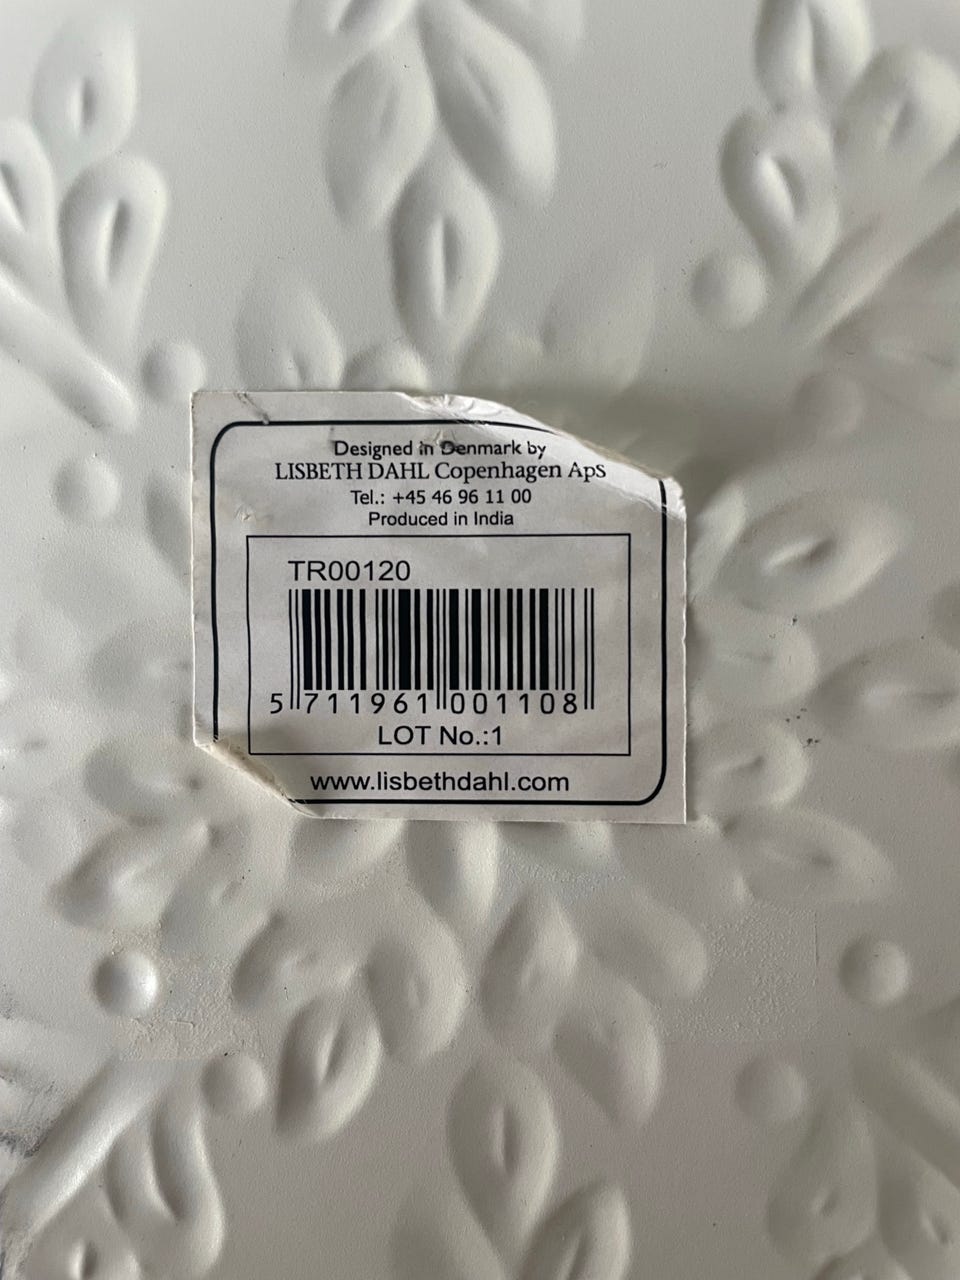 Designed in Denmark by
LISBETH DAHL Copenhagen Aps
Tel.: +45 46 96 11 00
Produced in India
TR00120
5 711961 001108
LOT No.:1
www.lisbethdahl.com